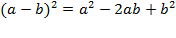 (a − b)² = a² − 2ab + b²